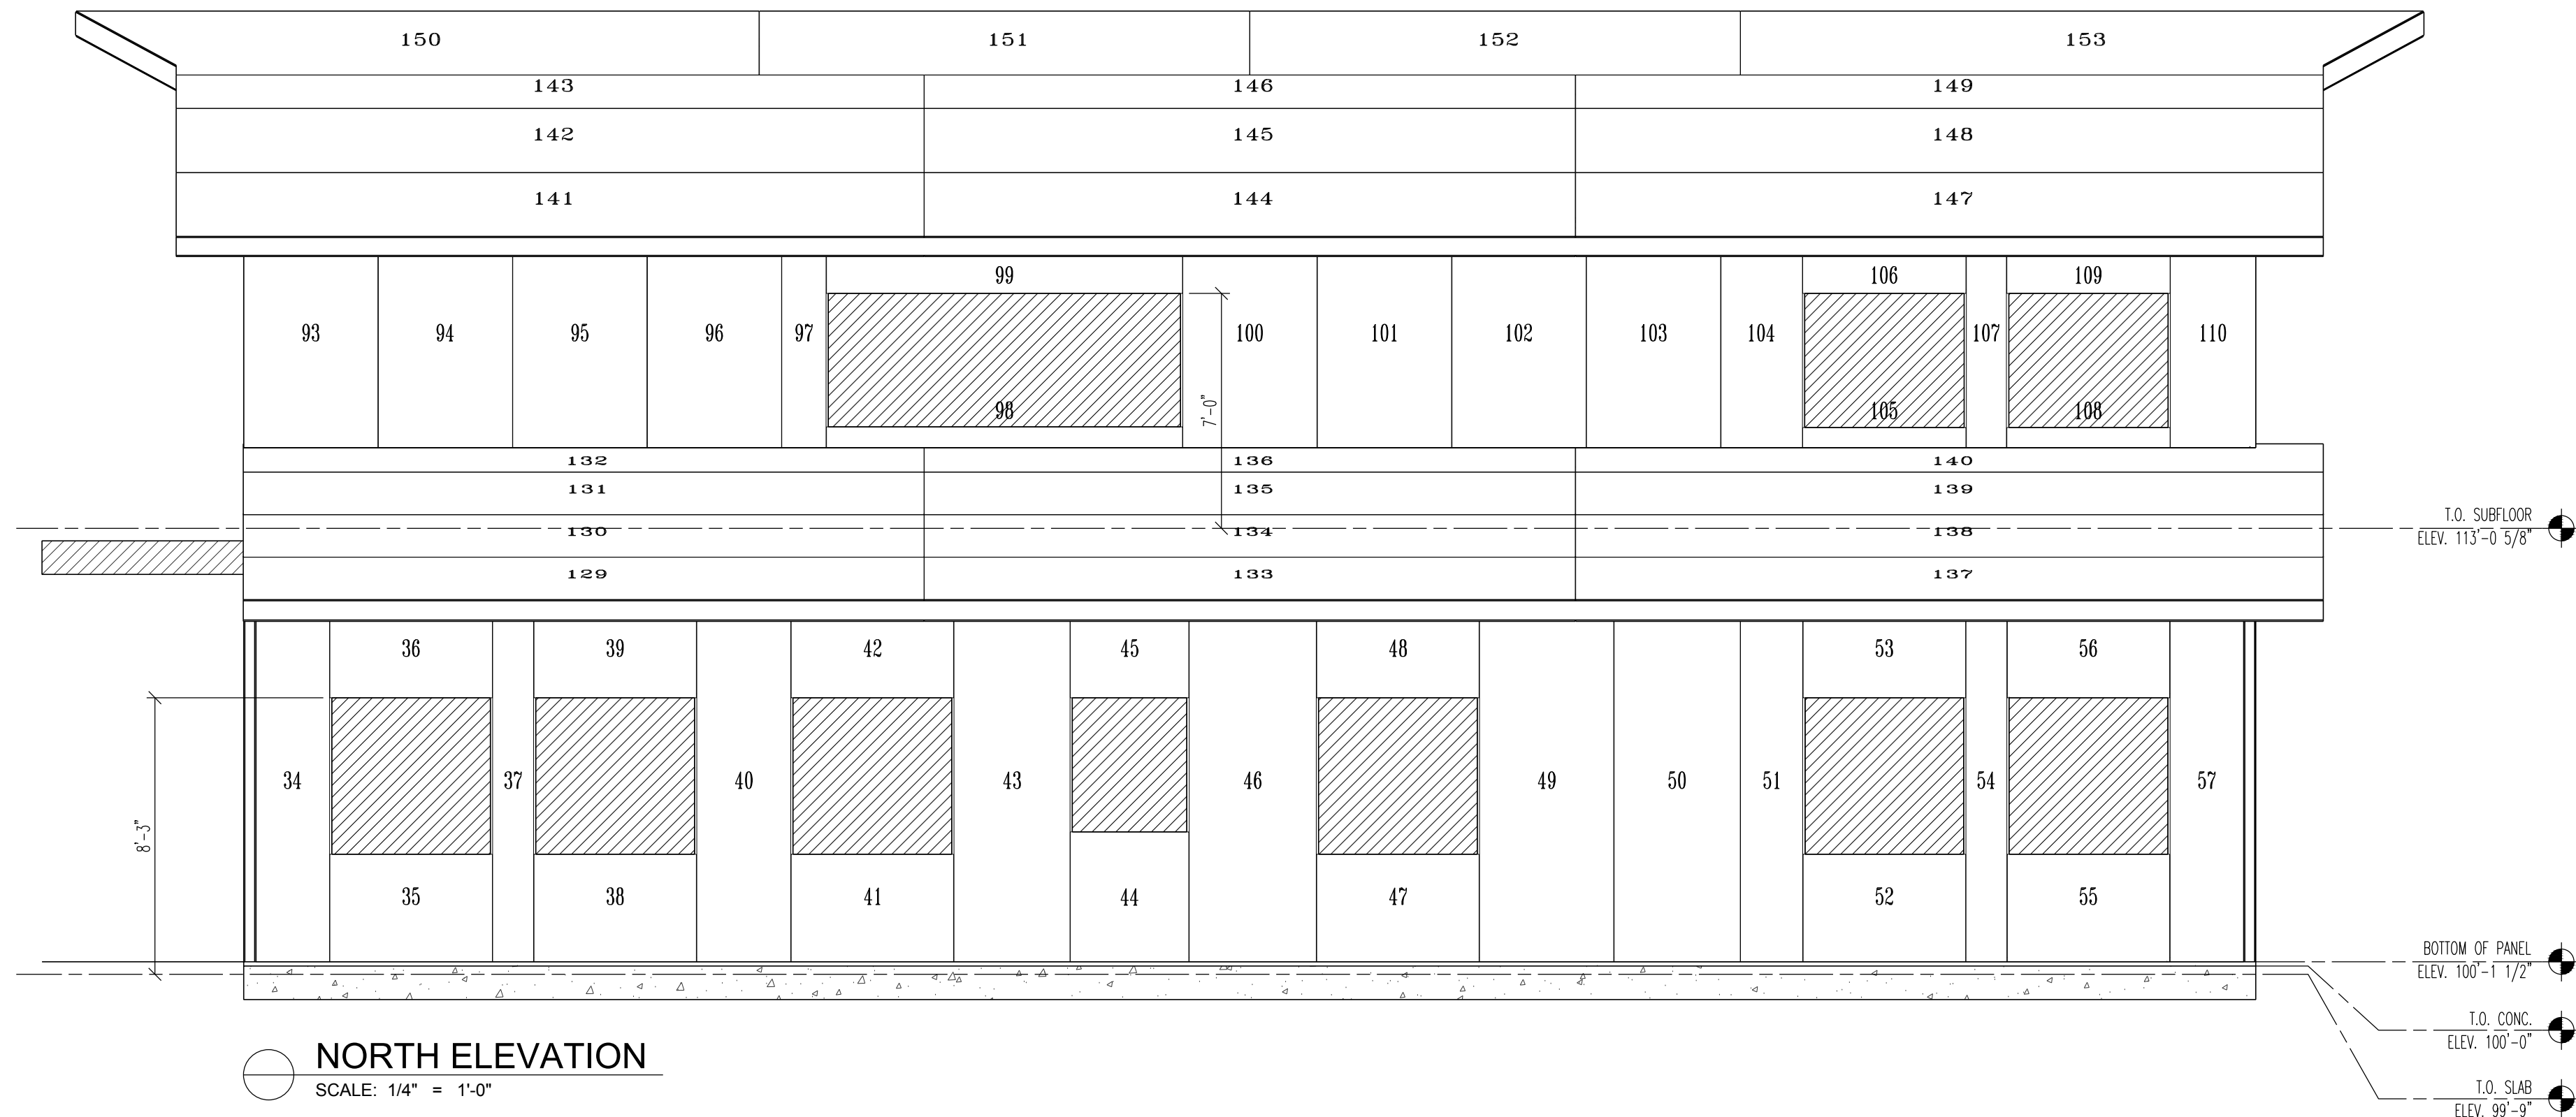 150 151 152 153
143 146 149
142 145 148
141 144 147
99 106 109
93 94 95 96 97 100 101 102 103 104 107 110
7'-0"
98 105 108
132 136 140
131 135 139
T.O. SUBFLOOR
130 134 138
ELEV. 113'-0 5/8"
129 133 137
36 39 42 45 48 53 56
34 37 40 43 46 49 50 51 54 57
8'-3"
35 38 41 44 47 52 55
BOTTOM OF PANEL
ELEV. 100'-1 1/2"
T.O. CONC.
ELEV. 100'-0"
T.O. SLAB
ELEV. 99'-9"
NORTH ELEVATION
SCALE: 1/4" = 1'-0"